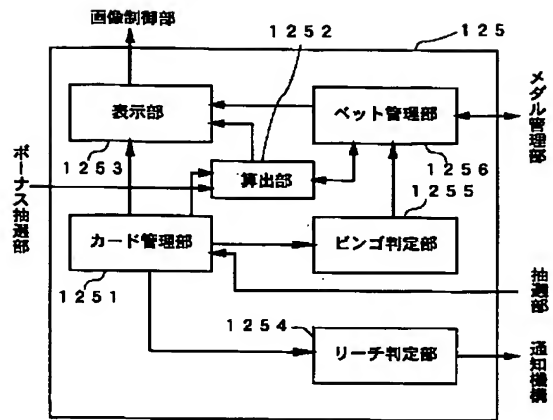 画像制御部
1252
125
表示部
ベット管理部
メダル管理部
1253
1256
ボーナス抽選部
算出部
1255
カード管理部
ビンゴ判定部
1251
抽選部
1254
リーチ判定部
通知機構